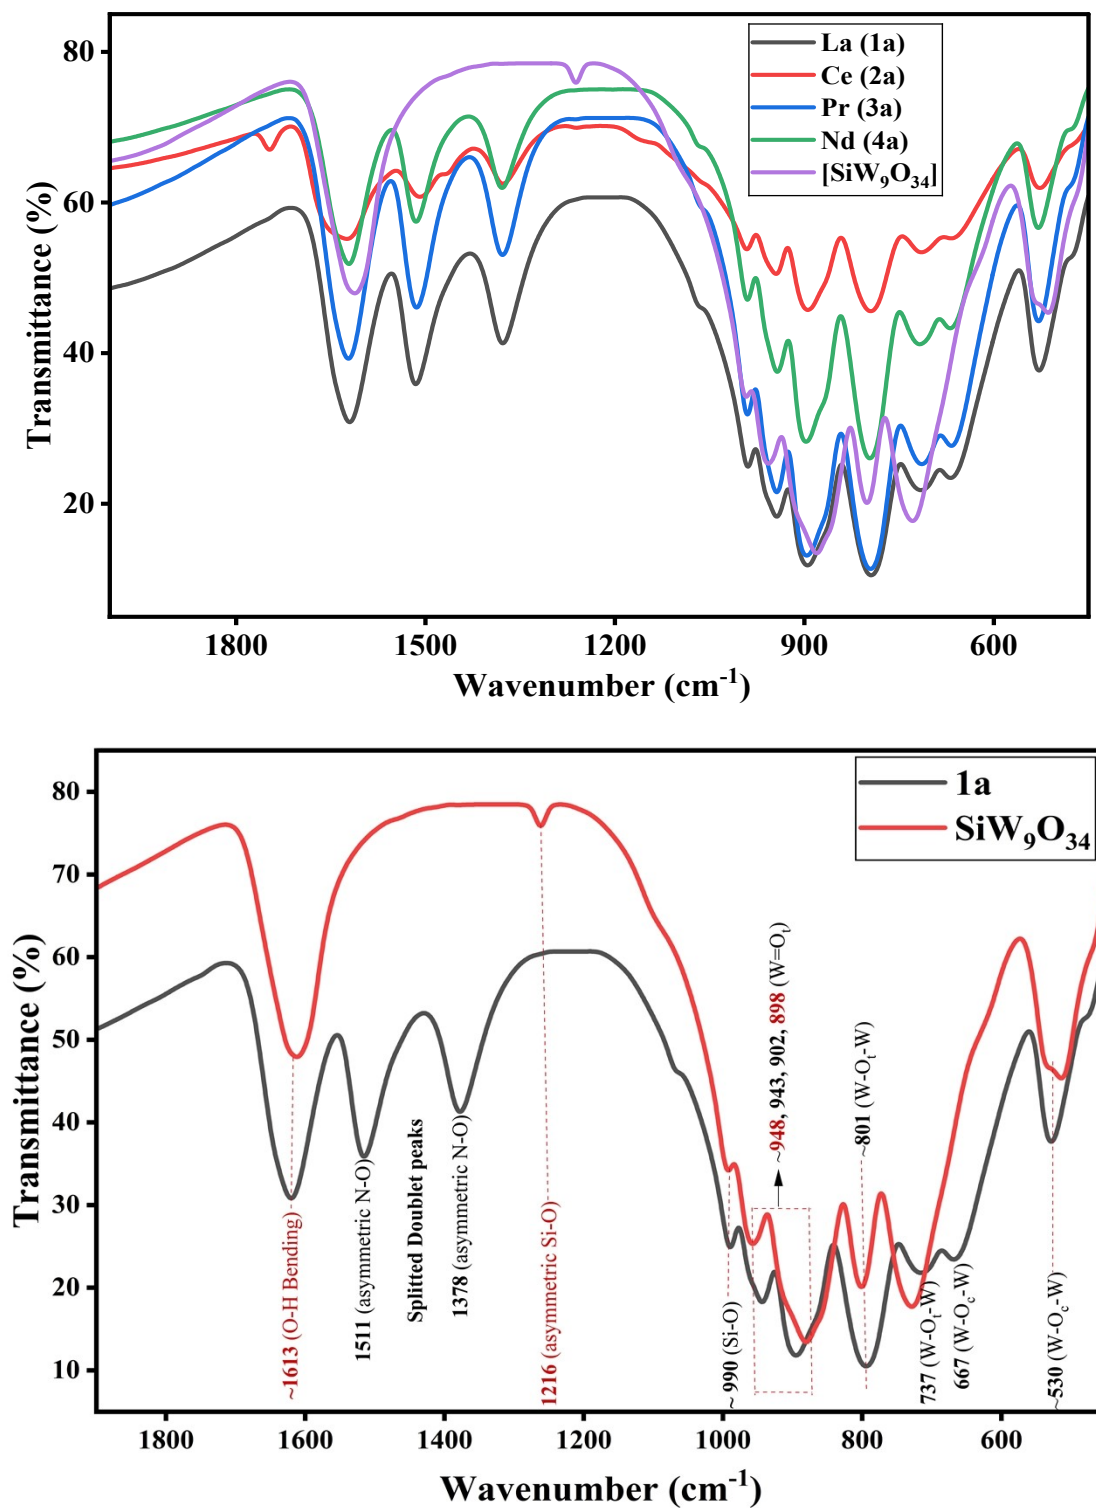 80
60
40
20
Transmittance (%)
La (1a)
Ce (2a)
Pr (3a)
Nd (4a)
[SiW₉O₃₄]
1800 1500 1200 900 600
Wavenumber (cm⁻¹)
80
70
60
50
40
30
20
10
Transmittance (%)
1a
SiW₉O₃₄
~1613 (O-H Bending)
1511 (asymmetric N-O)
Splitted Doublet peaks
1378 (asymmetric N-O)
1216 (asymmetric Si-O)
~ 990 (Si-O)
~948, 943, 902, 898 (W=Oₜ)
~801 (W-Oₜ-W)
737 (W-Oₜ-W)
667 (W-O꜀-W)
~530 (W-O꜀-W)
1800 1600 1400 1200 1000 800 600
Wavenumber (cm⁻¹)